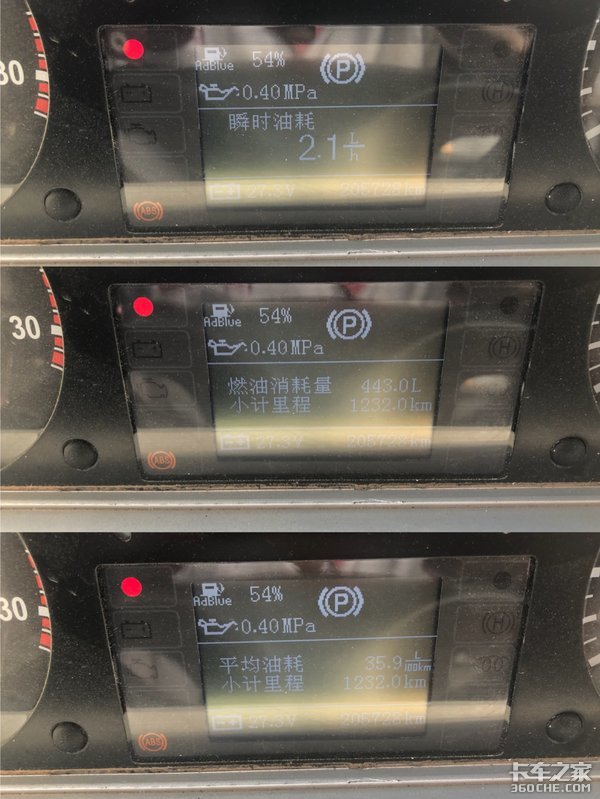 30
AdBlue 54% (P)
0.40MPa
瞬时油耗
2.1 L/h
27.3V 205728km
ABS
30
AdBlue 54% (P)
0.40MPa
(H)
燃油消耗量 443.0L
小计里程 1232.0km
27.3V 205728km
ABS
30
AdBlue 54% (P)
0.40MPa
(H)
平均油耗 35.9 L/100km
小计里程 1232.0km
27.3V 205728km
ABS
卡车之家
360CHE.COM